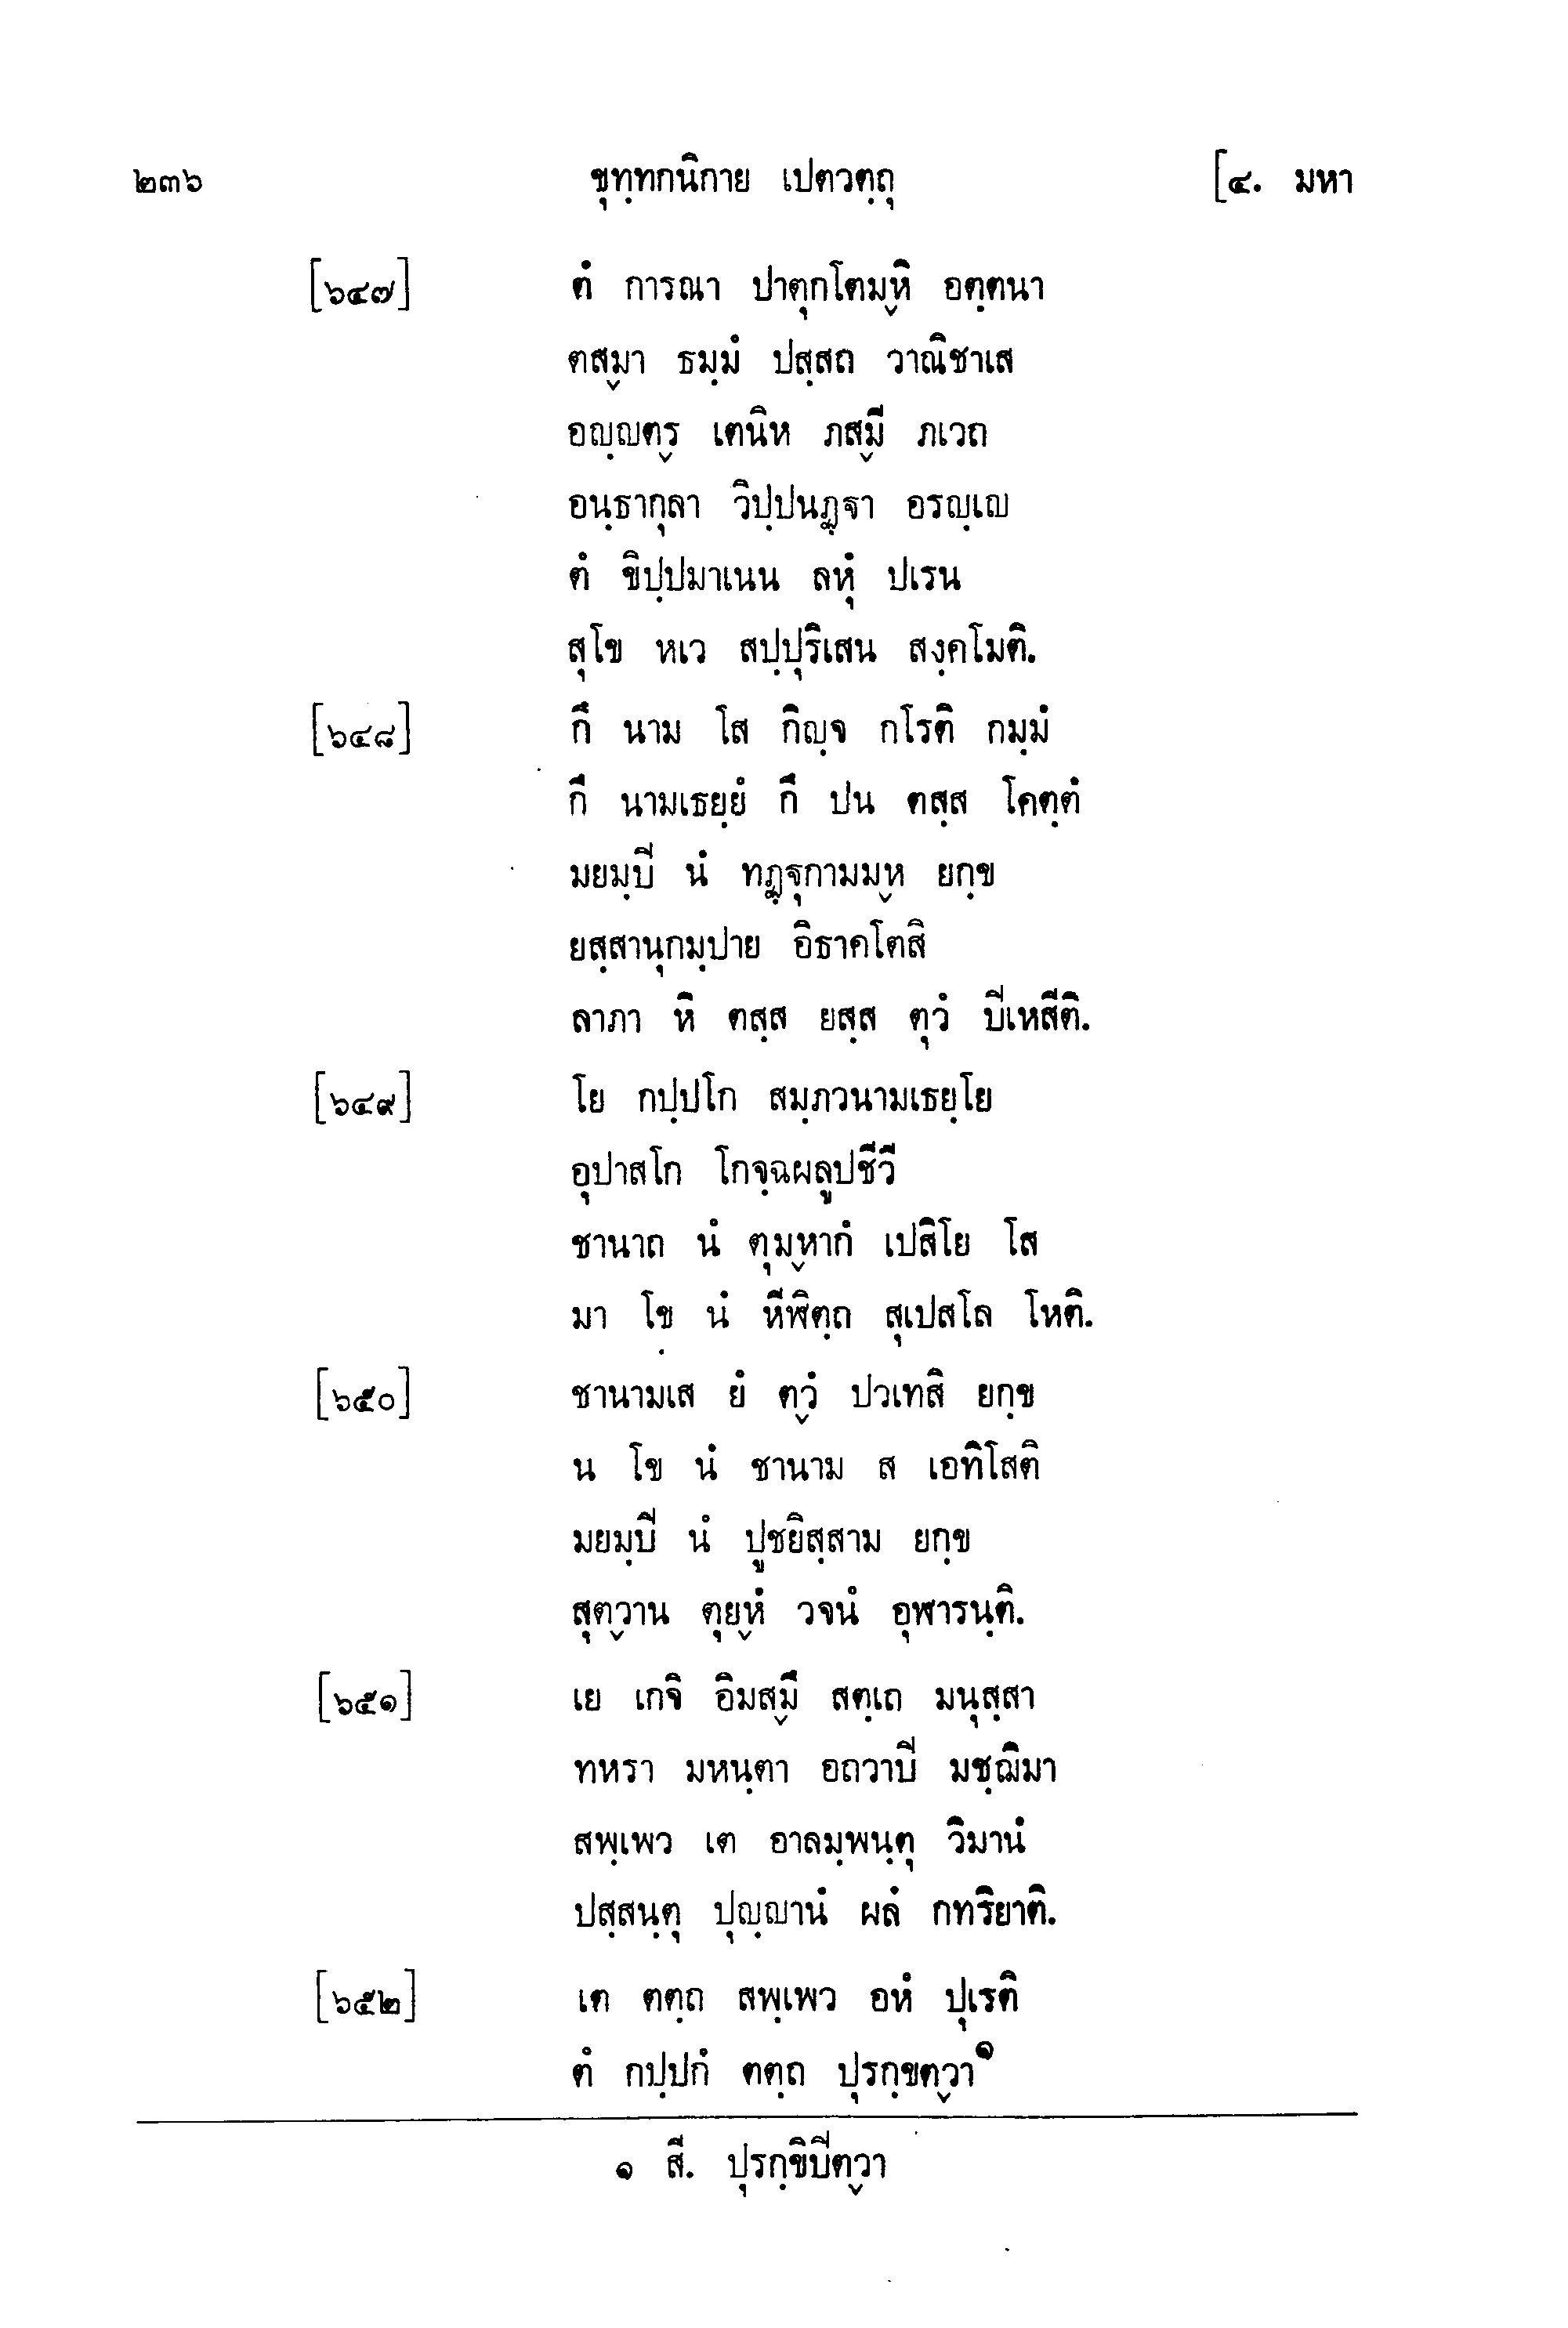 ๒๓๖ ขุทฺทกนิกาย เปตวตฺถุ [๔. มหา
[๖๔๗] ตํ การณา ปาตุกโตมฺหิ อตฺตนา
ตสฺมา ธมฺมํ ปสฺสถ วาณิชาเส
อญฺญตฺร เตนิห ภสฺมี ภเวถ
อนฺธากุลา วิปฺปนฏฺฐา อรญฺเญ
ตํ ขิปฺปมาเนน ลหุํ ปเรน
สุโข หเว สปฺปุริเสน สงฺคโมติ.
[๖๔๘] กึ นาม โส กิญฺจ กโรติ กมฺมํ
กึ นามเธยฺยํ กึ ปน ตสฺส โคตฺตํ
มยมฺปี นํ ทฏฺฐุกามมฺห ยกฺข
ยสฺสานุกมฺปาย อิธาคโตสิ
ลาภา หิ ตสฺส ยสฺส ตุวํ ปีเหสีติ.
[๖๔๙] โย กปฺปโก สมฺภวนามเธยฺโย
อุปาสโก โกจฺฉผลูปชีวี
ชานาถ นํ ตุมฺหากํ เปสิโย โส
มา โข นํ หีฬิตฺถ สุเปสโล โหติ.
[๖๕๐] ชานามเส ยํ ตฺวํ ปวเทสิ ยกฺข
น โข นํ ชานาม ส เอทิโสติ
มยมฺปี นํ ปูชยิสฺสาม ยกฺข
สุตฺวาน ตุยฺหํ วจนํ อุฬารนฺติ.
[๖๕๑] เย เกจิ อิมสฺมึ สตฺเถ มนุสฺสา
ทหรา มหนฺตา อถวาปี มชฺฌิมา
สพฺเพว เต อาลมฺพนฺตุ วิมานํ
ปสฺสนฺตุ ปุญฺญานํ ผลํ กทริยาติ.
[๖๕๒] เต ตตฺถ สพฺเพว อหํ ปุเรติ
ตํ กปฺปกํ ตตฺถ ปุรกฺขตฺวา๑
๑ สี. ปุรกฺขิปีตฺวา